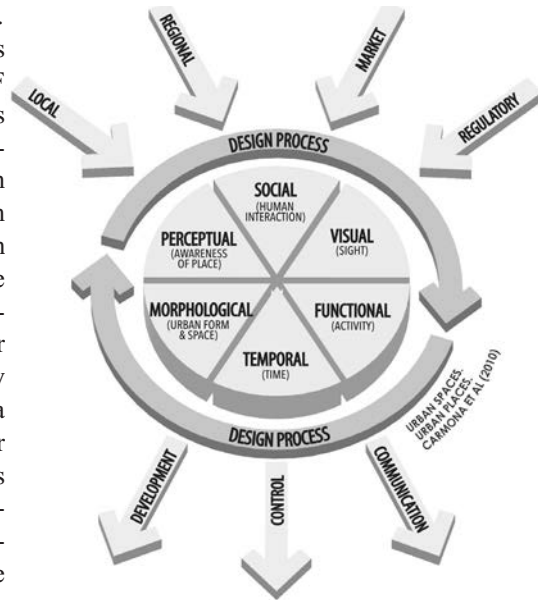 LOCAL
REGIONAL
MARKET
REGULATORY
DESIGN PROCESS
SOCIAL
(HUMAN
INTERACTION)
PERCEPTUAL
(AWARENESS
OF PLACE)
VISUAL
(SIGHT)
MORPHOLOGICAL
(URBAN FORM
& SPACE)
FUNCTIONAL
(ACTIVITY)
TEMPORAL
(TIME)
DESIGN PROCESS
URBAN SPACES.
URBAN PLACES.
CARMONA ET AL (2010)
DEVELOPMENT
CONTROL
COMMUNICATION